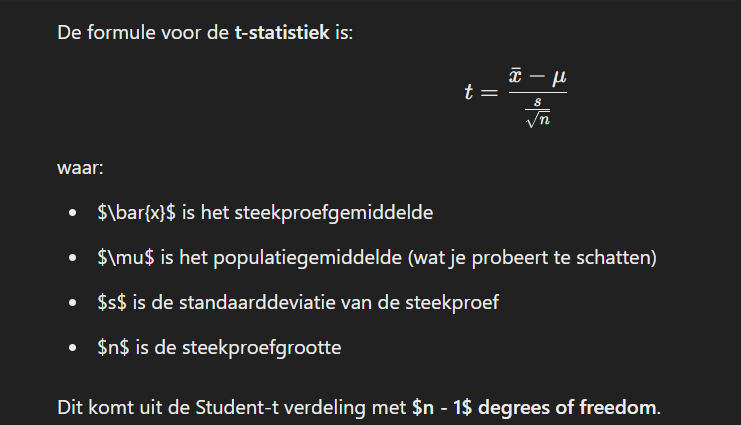 De formule voor de t-statistiek is:
t = \frac{\bar{x} - \mu}{\frac{s}{\sqrt{n}}}
waar:
• $\bar{x}$ is het steekproefgemiddelde
• $\mu$ is het populatiegemiddelde (wat je probeert te schatten)
• $s$ is de standaarddeviatie van de steekproef
• $n$ is de steekproefgrootte
Dit komt uit de Student-t verdeling met $n - 1$ degrees of freedom.